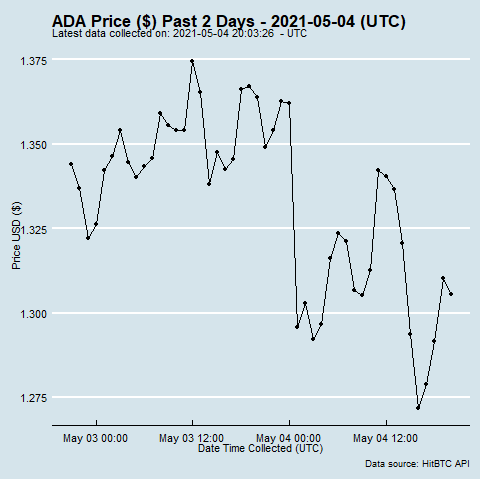 ADA Price ($) Past 2 Days - 2021-05-04 (UTC)
Latest data collected on: 2021-05-04 20:03:26 - UTC
1.375
1.350
1.325
1.300
1.275
Price USD ($)
May 03 00:00
May 03 12:00
May 04 00:00
May 04 12:00
Date Time Collected (UTC)
Data source: HitBTC API